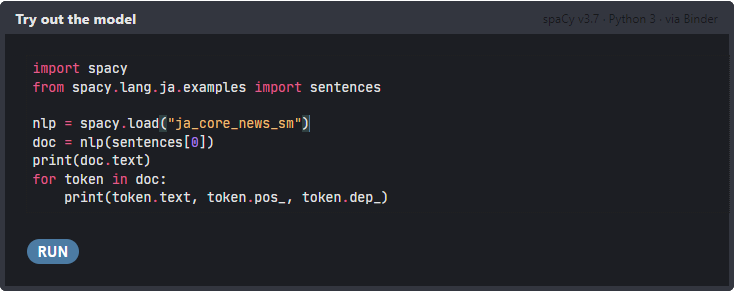 Try out the model
spaCy v3.7 · Python 3 · via Binder
import spacy
from spacy.lang.ja.examples import sentences

nlp = spacy.load("ja_core_news_sm")
doc = nlp(sentences[0])
print(doc.text)
for token in doc:
    print(token.text, token.pos_, token.dep_)
RUN